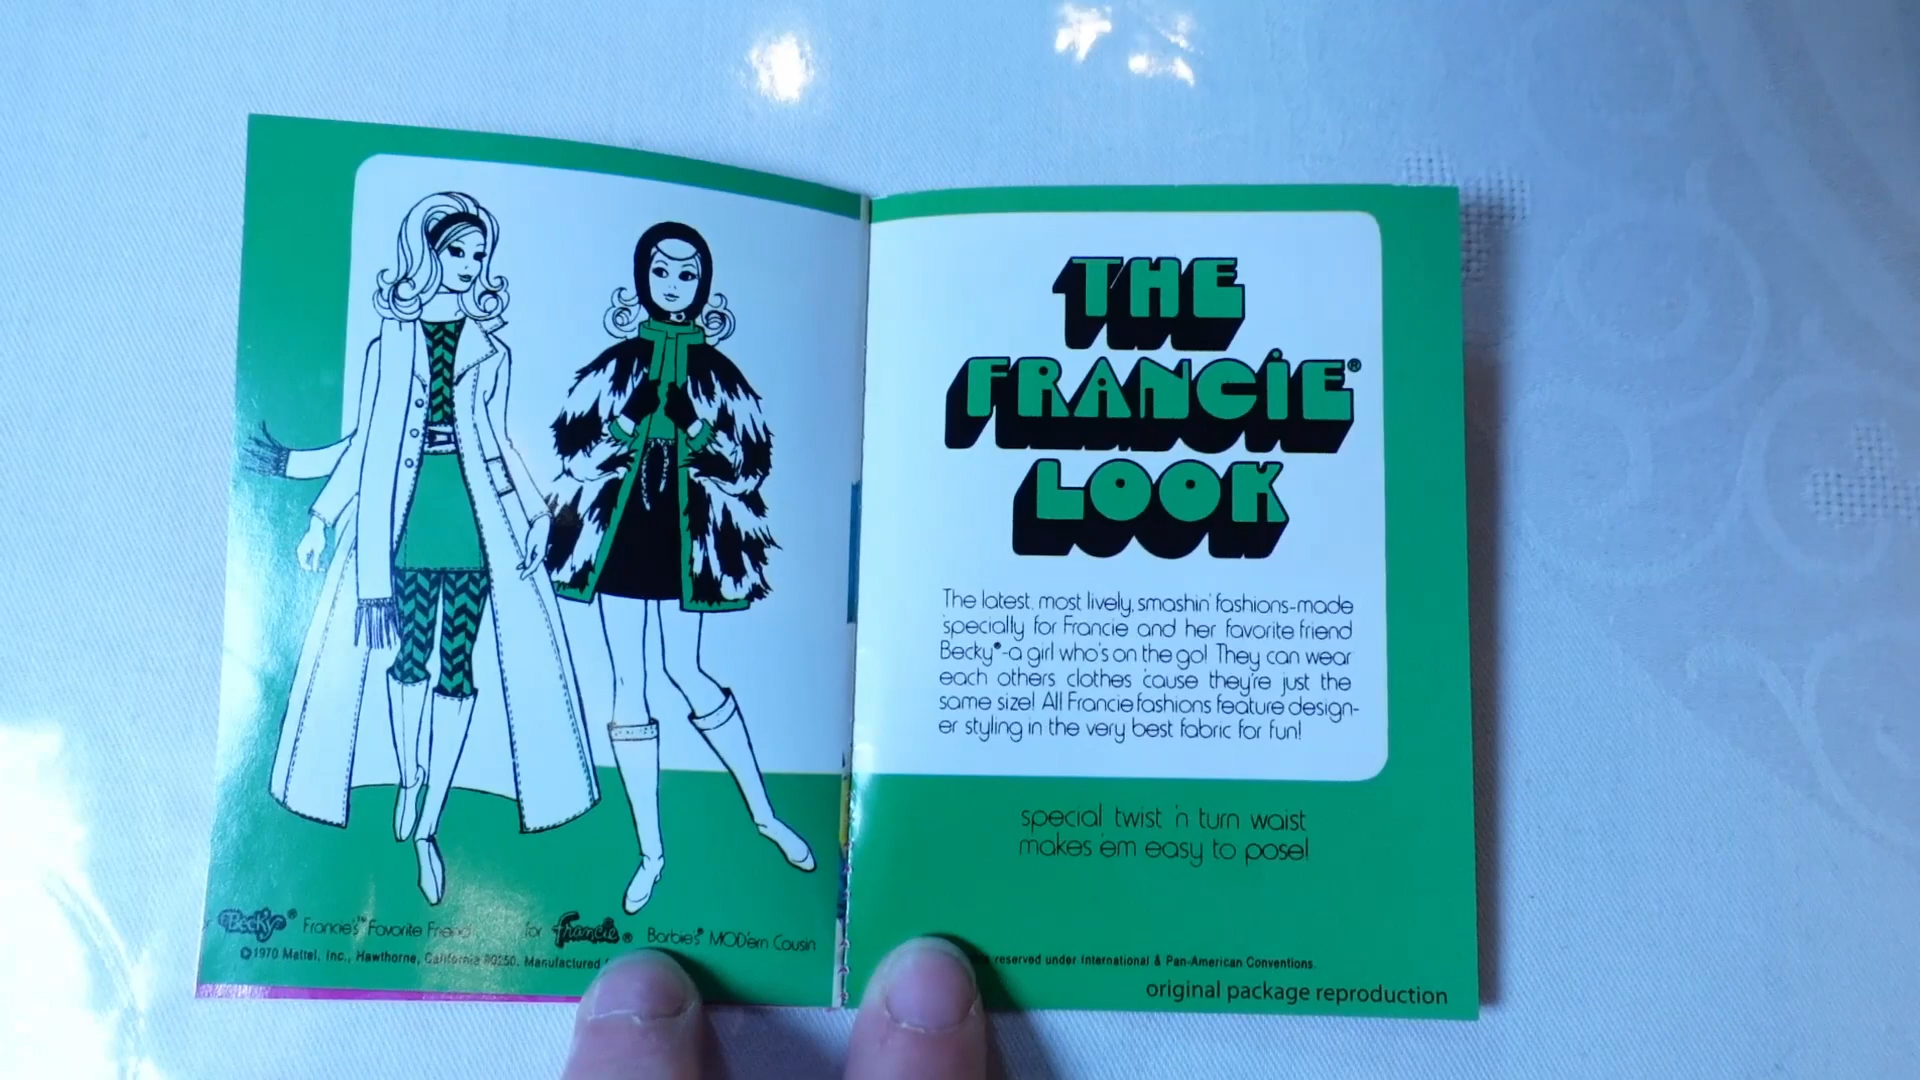 Becky® Francie's™ Favorite Friend for Francie® Barbie's® MOD'ern Cousin
©1970 Mattel, Inc., Hawthorne, California 90250. Manufactured
THE
FRANCIE®
LOOK
The latest, most lively, smashin' fashions-made
'specially for Francie and her favorite friend
Becky®-a girl who's on the go! They can wear
each others clothes 'cause they're just the
same size! All Francie fashions feature design-
er styling in the very best fabric for fun!
special twist 'n turn waist
makes 'em easy to pose!
reserved under International & Pan-American Conventions.
original package reproduction